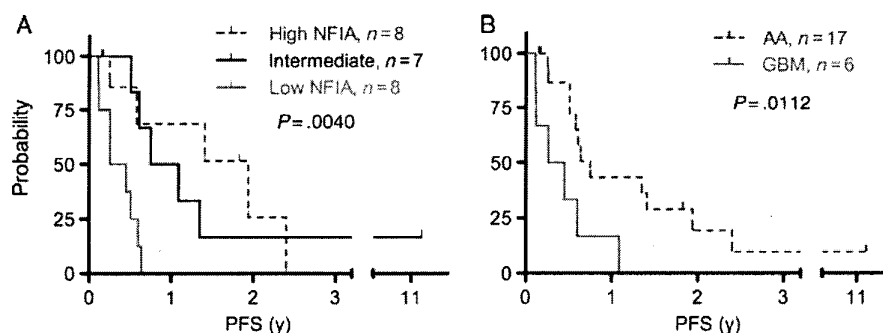 A
High NFIA, n=8
Intermediate, n=7
Low NFIA, n=8
P=.0040
Probability
100
75
50
25
0
0 1 2 3 11
PFS (y)
B
AA, n=17
GBM, n=6
P=.0112
100
75
50
25
0
0 1 2 3 11
PFS (y)